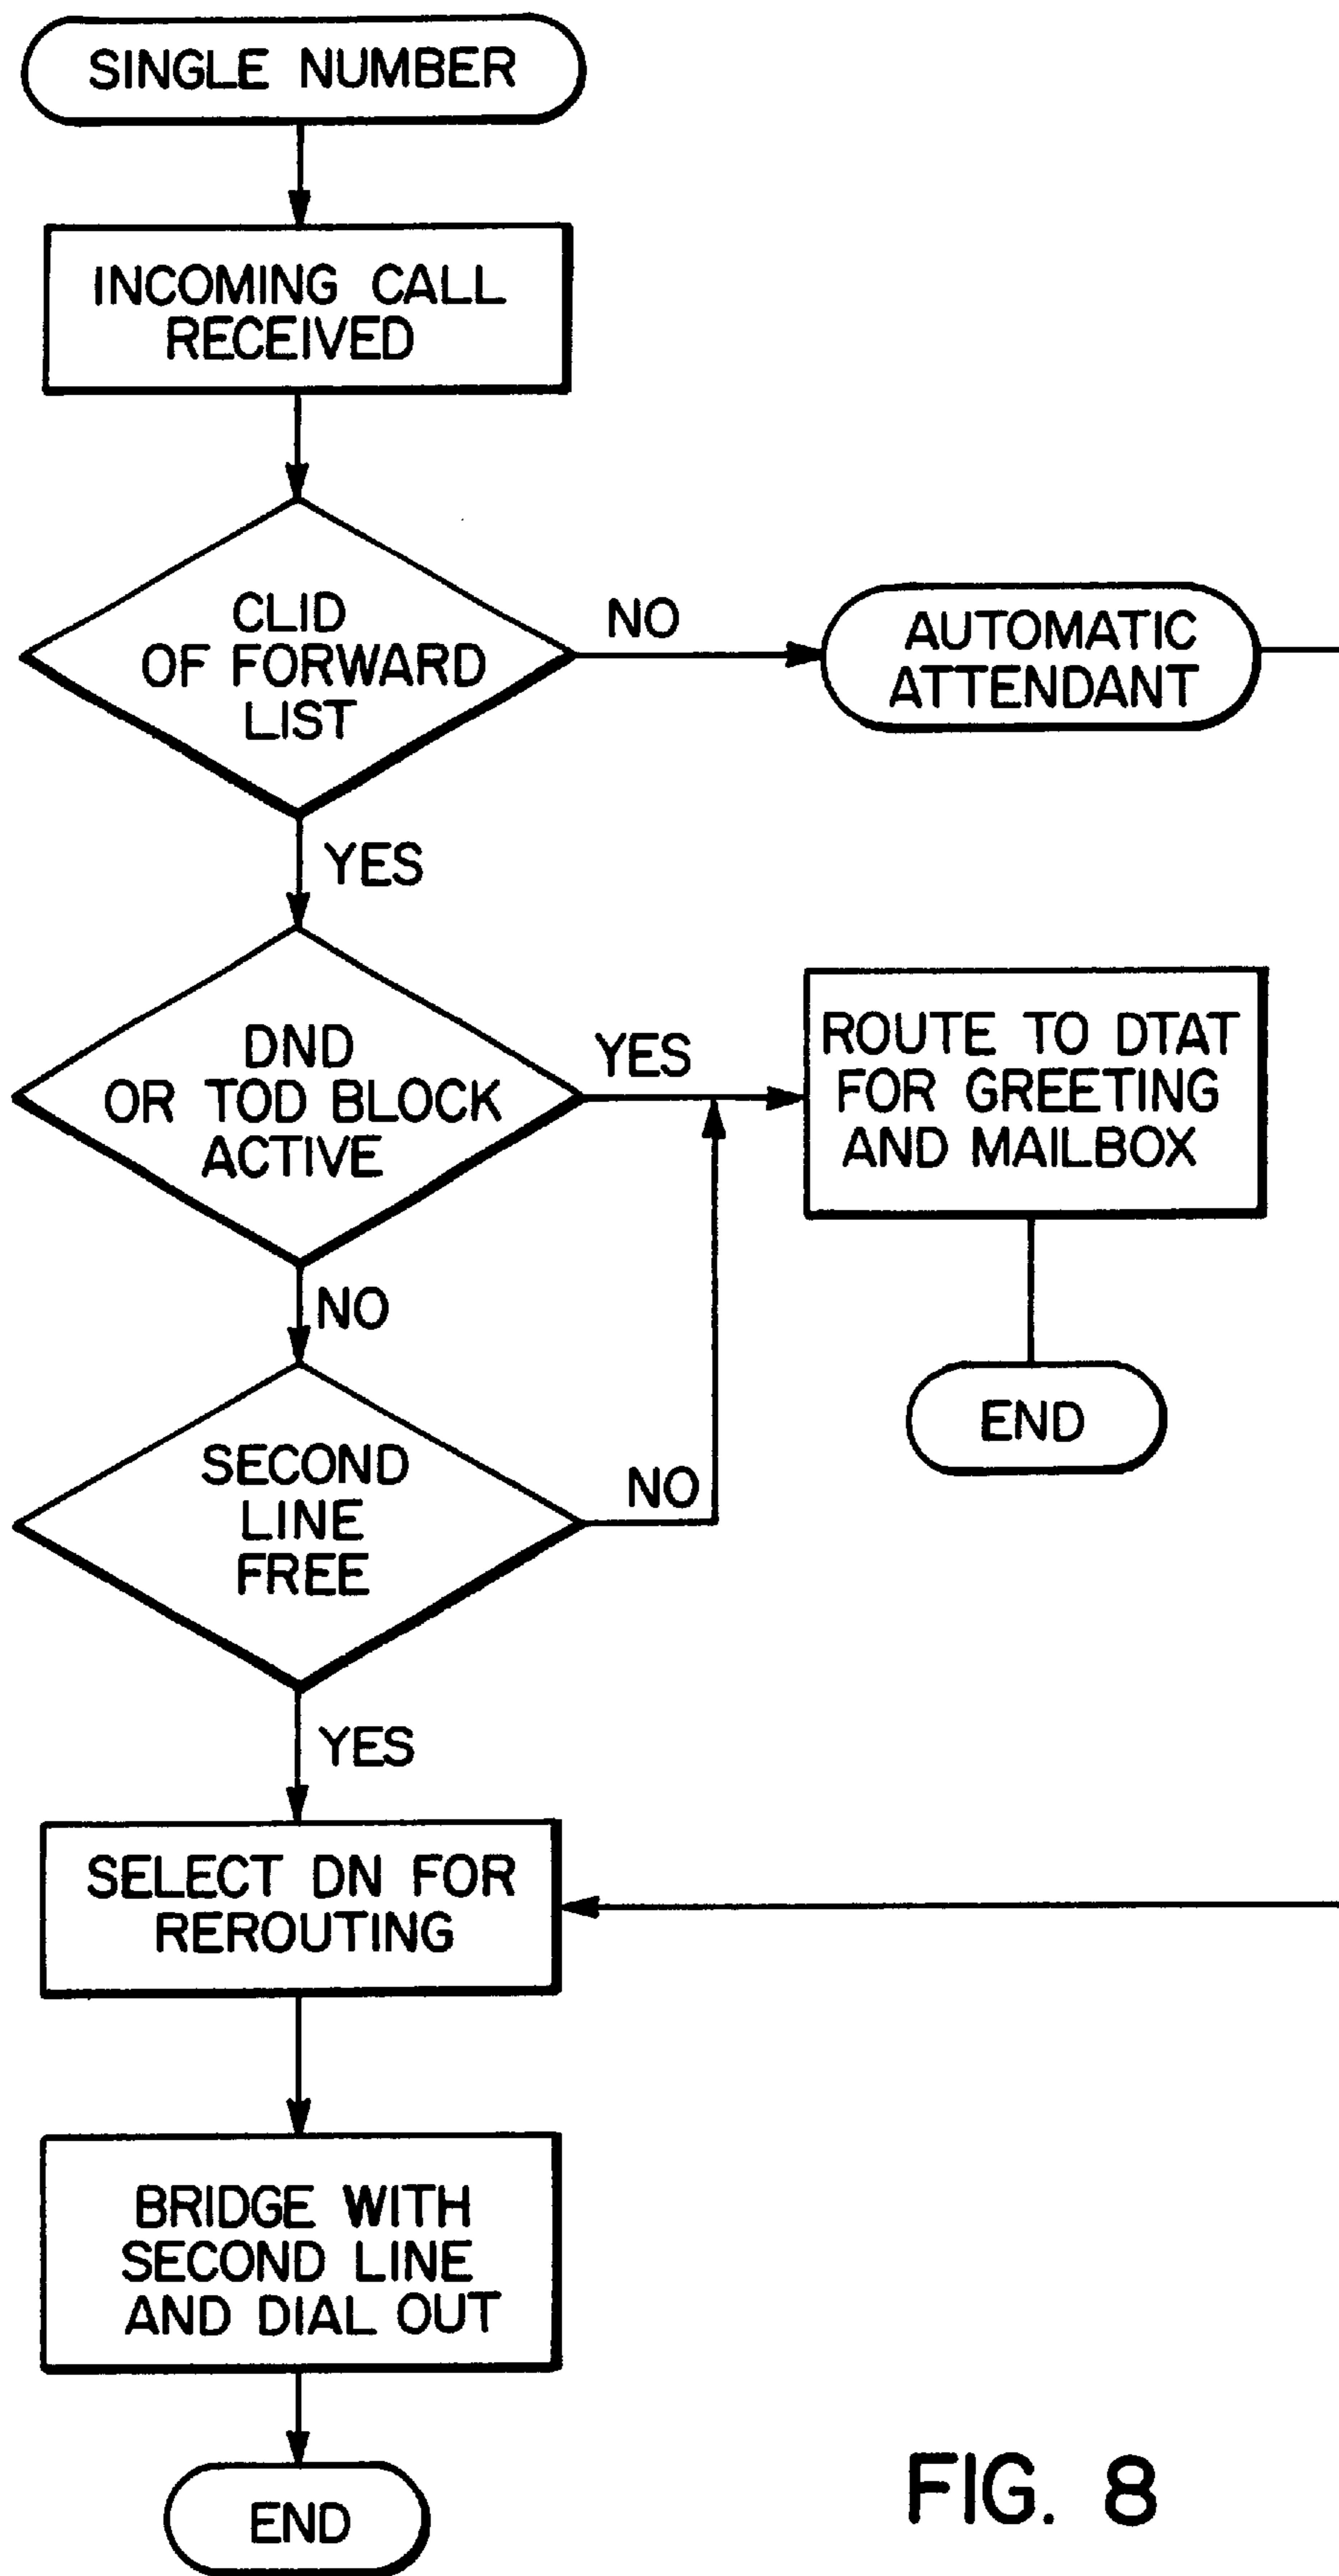 SINGLE NUMBER
INCOMING CALL
RECEIVED
CLID
OF FORWARD
LIST
NO
AUTOMATIC
ATTENDANT
YES
DND
OR TOD BLOCK
ACTIVE
YES
ROUTE TO DTAT
FOR GREETING
AND MAILBOX
NO
END
SECOND
LINE
FREE
NO
YES
SELECT DN FOR
REROUTING
BRIDGE WITH
SECOND LINE
AND DIAL OUT
END
FIG. 8